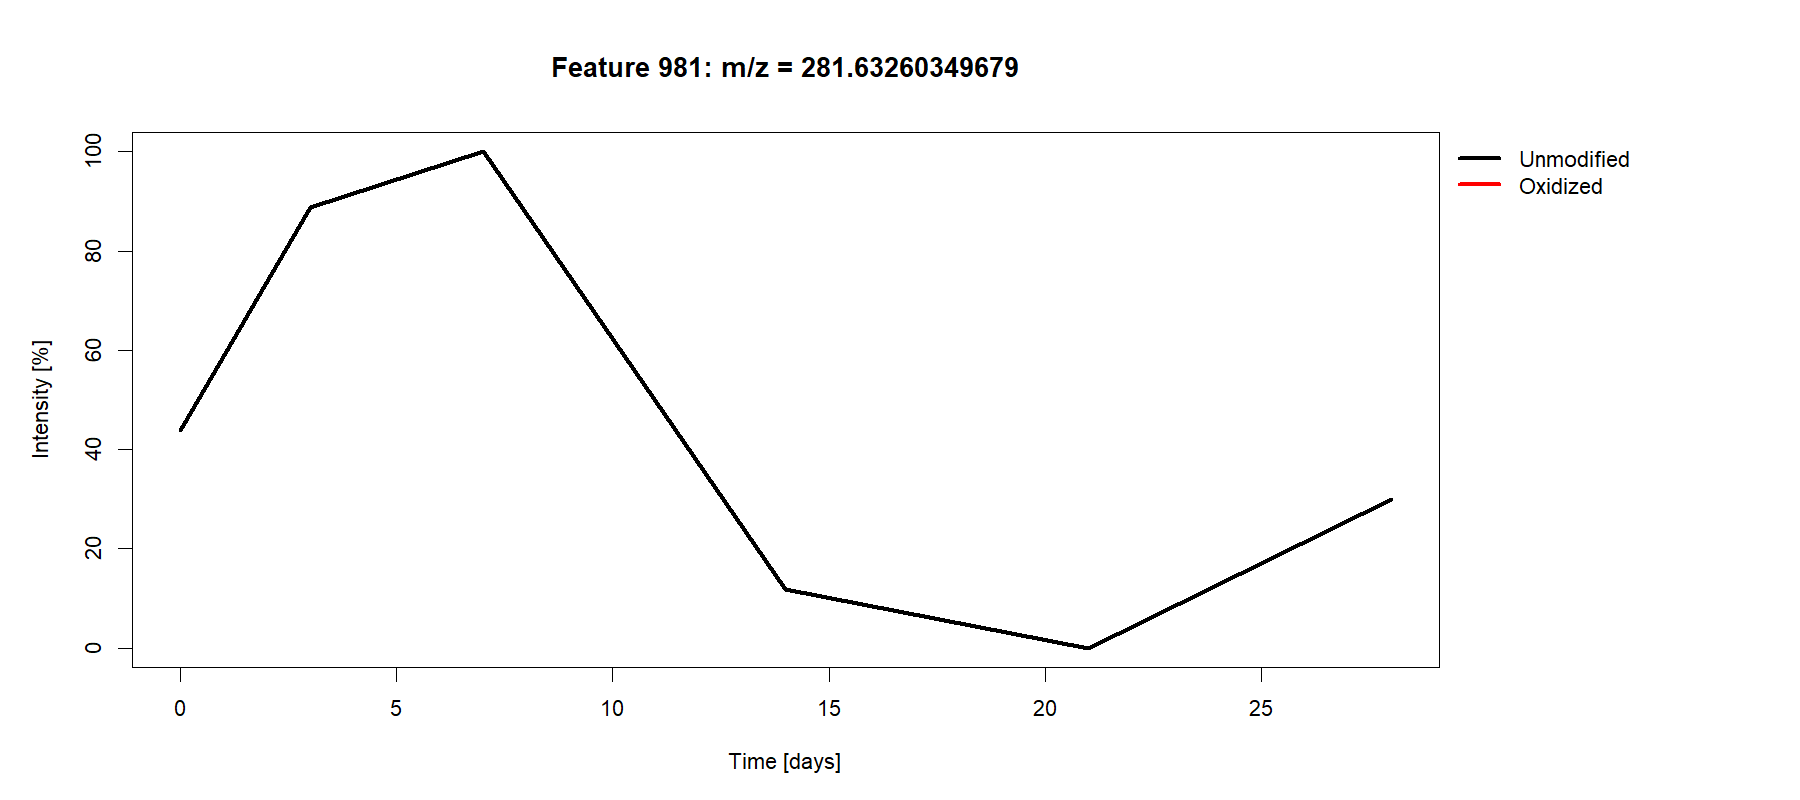 Feature 981: m/z = 281.63260349679
Unmodified
Oxidized
Intensity [%]
100
80
60
40
20
0
0 5 10 15 20 25
Time [days]